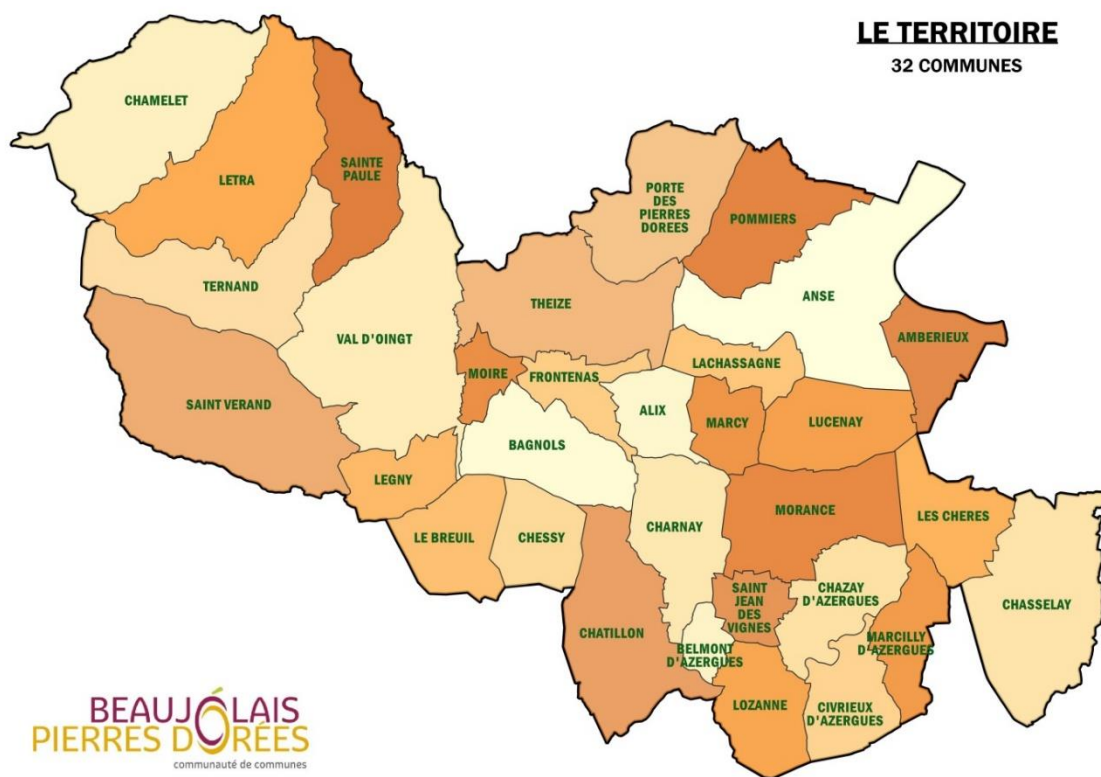 LE TERRITOIRE
32 COMMUNES
CHAMELET
LETRA
SAINTE
PAULE
PORTE
DES
PIERRES
DOREES
POMMIERS
TERNAND
THEIZE
ANSE
VAL D'OINGT
AMBERIEUX
MOIRE
FRONTENAS
LACHASSAGNE
SAINT VERAND
ALIX
MARCY
LUCENAY
BAGNOLS
LEGNY
MORANCE
LES CHERES
LE BREUIL
CHESSY
CHARNAY
SAINT
JEAN
DES
VIGNES
CHAZAY
D'AZERGUES
CHASSELAY
CHATILLON
BELMONT
D'AZERGUES
MARCILLY
D'AZERGUES
LOZANNE
CIVRIEUX
D'AZERGUES
BEAUJOLAIS
PIERRES DORÉES
communauté de communes